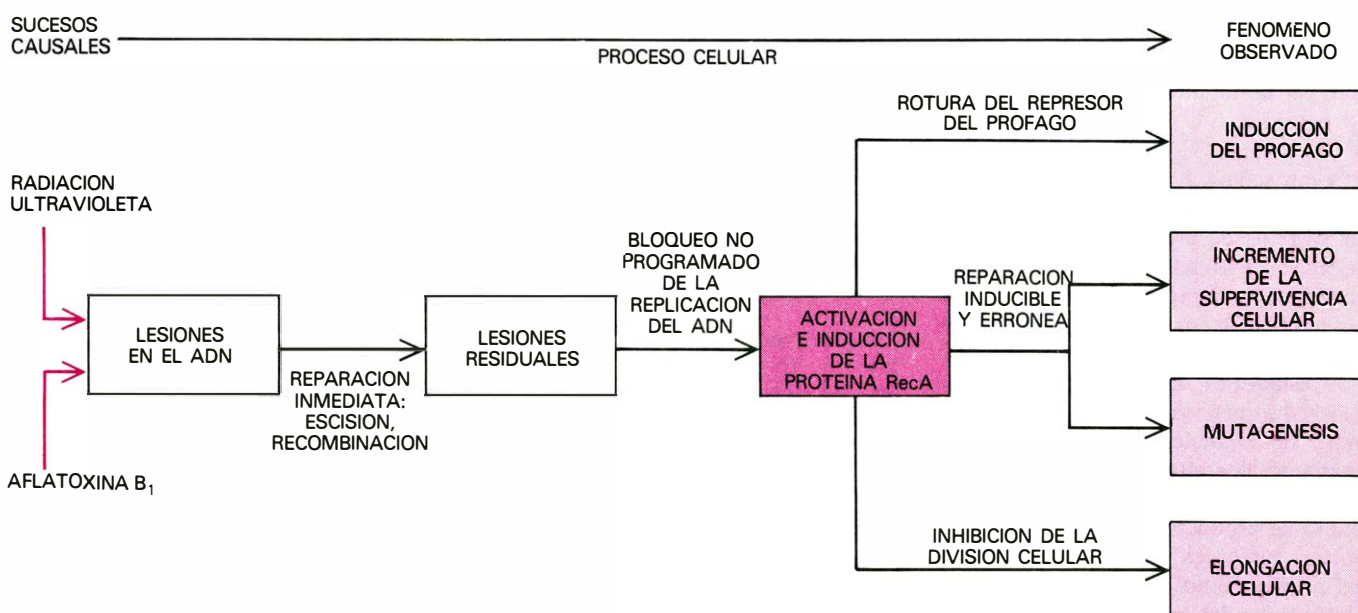 SUCESOS
CAUSALES
PROCESO CELULAR
FENOMENO
OBSERVADO
RADIACION
ULTRAVIOLETA
AFLATOXINA B₁
LESIONES
EN EL ADN
REPARACION
INMEDIATA:
ESCISION,
RECOMBINACION
LESIONES
RESIDUALES
BLOQUEO NO
PROGRAMADO
DE LA
REPLICACION
DEL ADN
ACTIVACION
E INDUCCION
DE LA
PROTEINA RecA
ROTURA DEL REPRESOR
DEL PROFAGO
INDUCCION
DEL PROFAGO
REPARACION
INDUCIBLE
Y ERRONEA
INCREMENTO
DE LA
SUPERVIVENCIA
CELULAR
MUTAGENESIS
INHIBICION DE LA
DIVISION CELULAR
ELONGACION
CELULAR